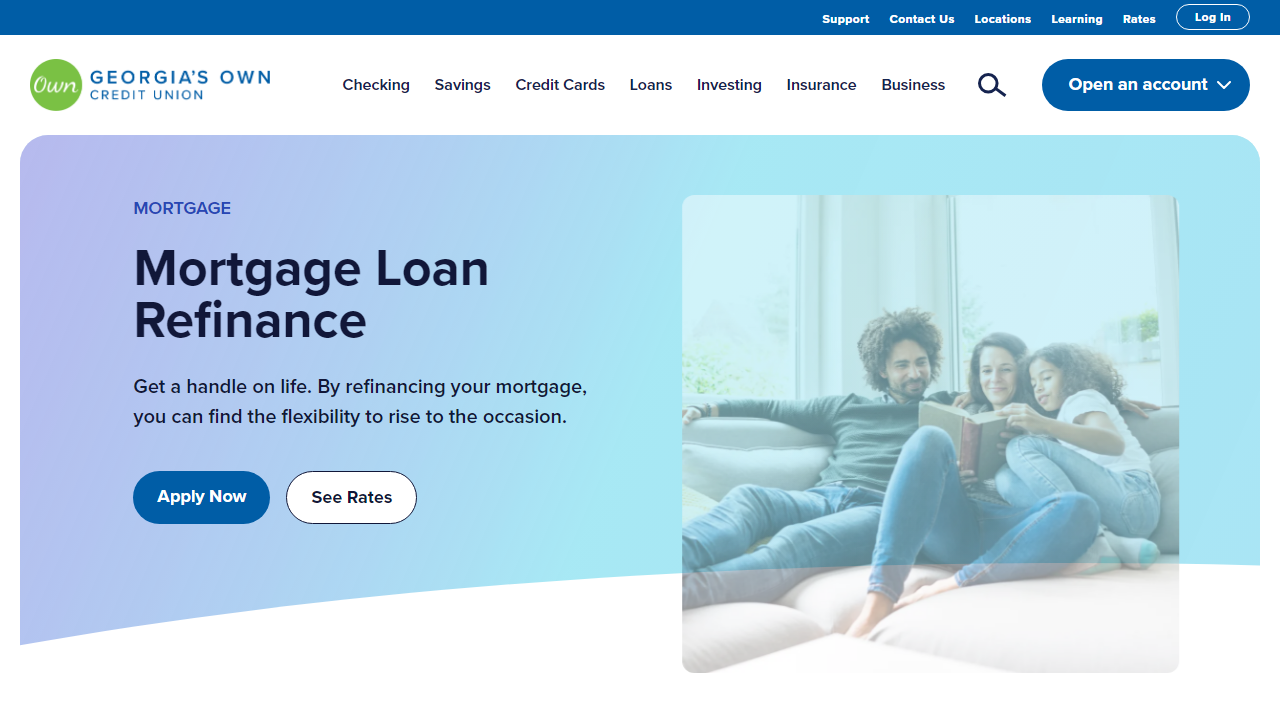 Support Contact Us Locations Learning Rates Log In
Own GEORGIA'S OWN
CREDIT UNION
Checking Savings Credit Cards Loans Investing Insurance Business Open an account
MORTGAGE
Mortgage Loan
Refinance
Get a handle on life. By refinancing your mortgage,
you can find the flexibility to rise to the occasion.
Apply Now See Rates